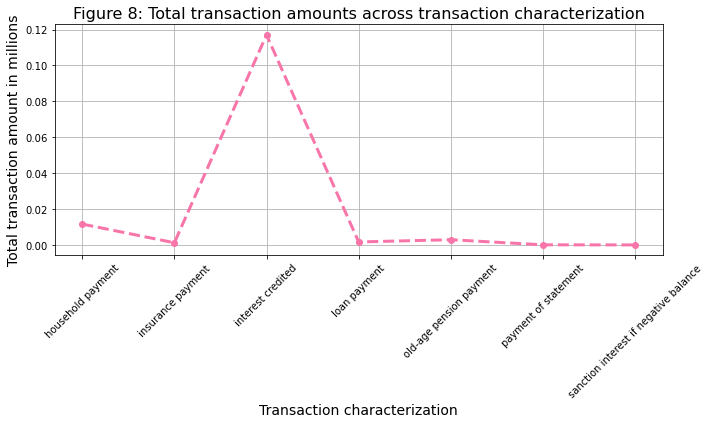 Figure 8: Total transaction amounts across transaction characterization
Total transaction amount in millions
0.12
0.10
0.08
0.06
0.04
0.02
0.00
household payment
insurance payment
interest credited
loan payment
old-age pension payment
payment of statement
sanction interest if negative balance
Transaction characterization